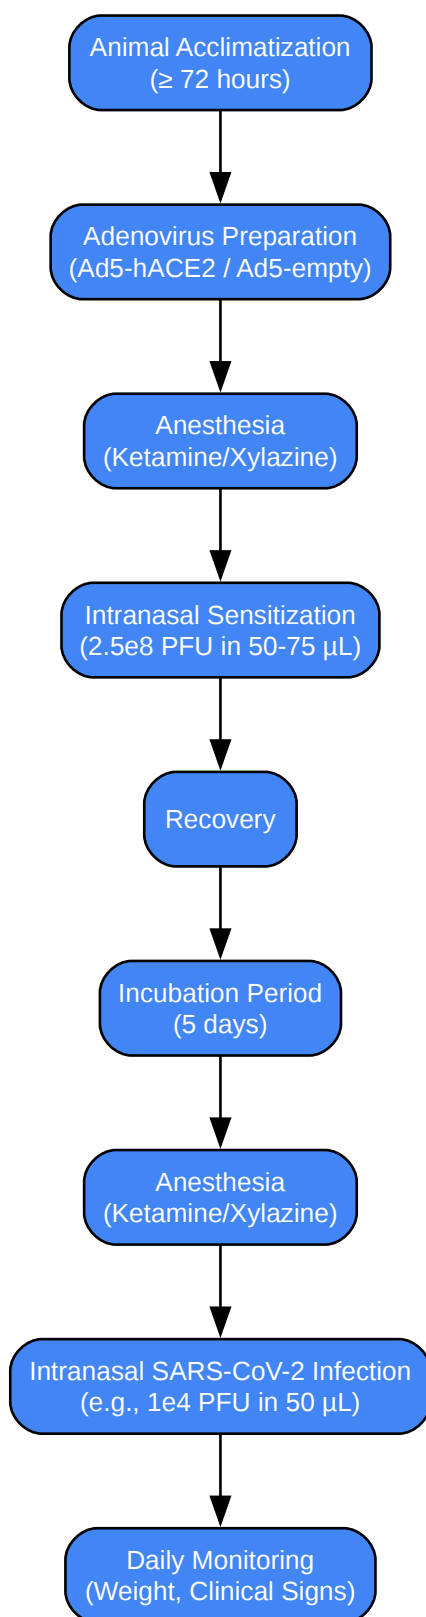 Animal Acclimatization
(≥ 72 hours)
Adenovirus Preparation
(Ad5-hACE2 / Ad5-empty)
Anesthesia
(Ketamine/Xylazine)
Intranasal Sensitization
(2.5e8 PFU in 50-75 µL)
Recovery
Incubation Period
(5 days)
Anesthesia
(Ketamine/Xylazine)
Intranasal SARS-CoV-2 Infection
(e.g., 1e4 PFU in 50 µL)
Daily Monitoring
(Weight, Clinical Signs)